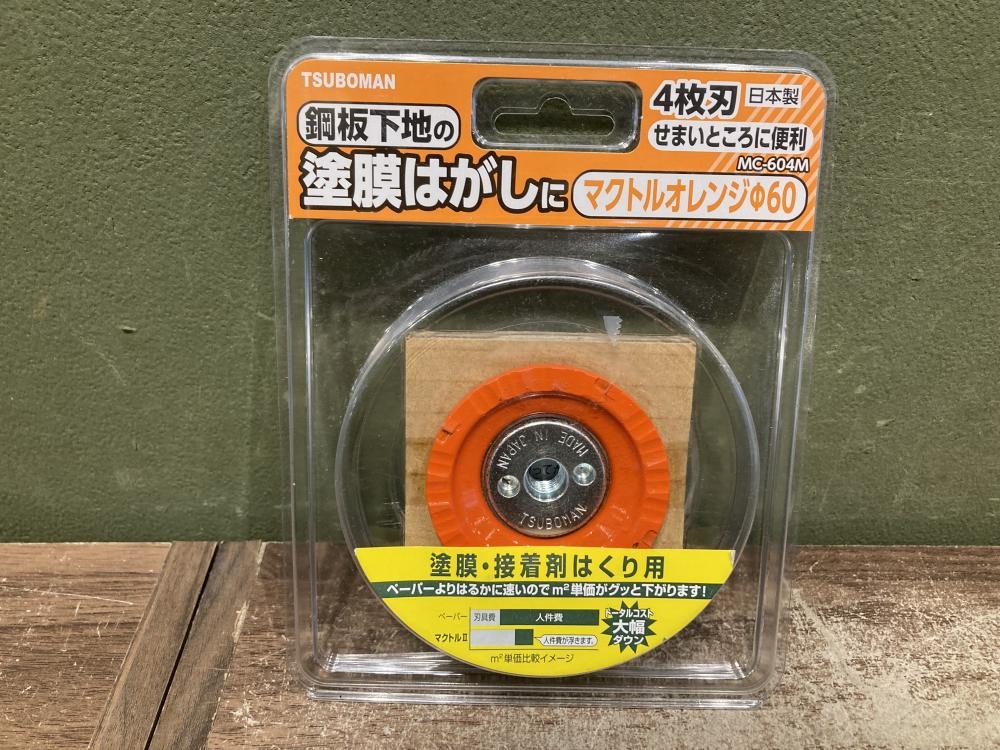 TSUBOMAN
鋼板下地の
塗膜はがしに
4枚刃 日本製
せまいところに便利
MC-604M
マクトルオレンジΦ60
MADE IN JAPAN
TSUBOMAN
塗膜・接着剤はくり用
ペーパーよりはるかに速いのでm²単価がグッと下がります!
ペーパー 刃具費 人件費
マクトルⅡ 人件費が浮きます。
トータルコスト
大幅
ダウン
m²単価比較イメージ